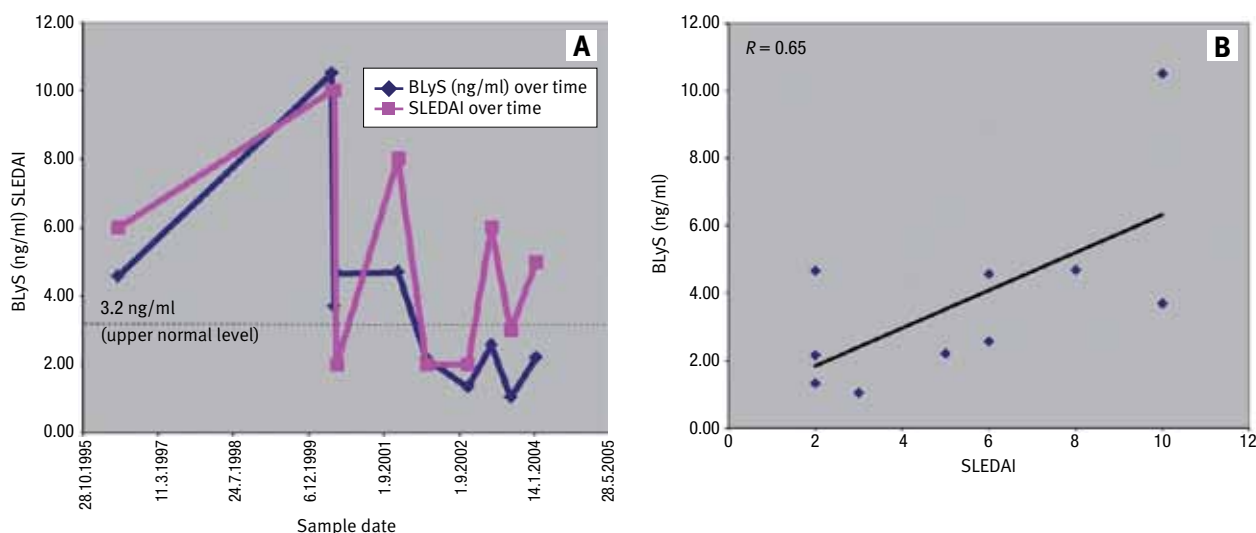 A
12.00
10.00
8.00
6.00
4.00
2.00
0.00
BLyS (ng/ml) SLEDAI
BLyS (ng/ml) over time
SLEDAI over time
3.2 ng/ml
(upper normal level)
28.10.1995
11.3.1997
24.7.1998
6.12.1999
1.9.2001
1.9.2002
14.1.2004
28.5.2005
Sample date
B
R = 0.65
12.00
10.00
8.00
6.00
4.00
2.00
0.00
BLyS (ng/ml)
0 2 4 6 8 10 12
SLEDAI